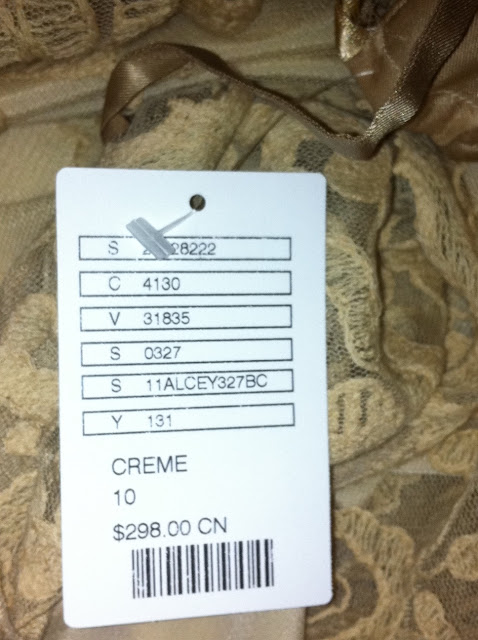 S 28222
C 4130
V 31835
S 0327
S 11ALCEY327BC
Y 131
CREME
10
$298.00 CN